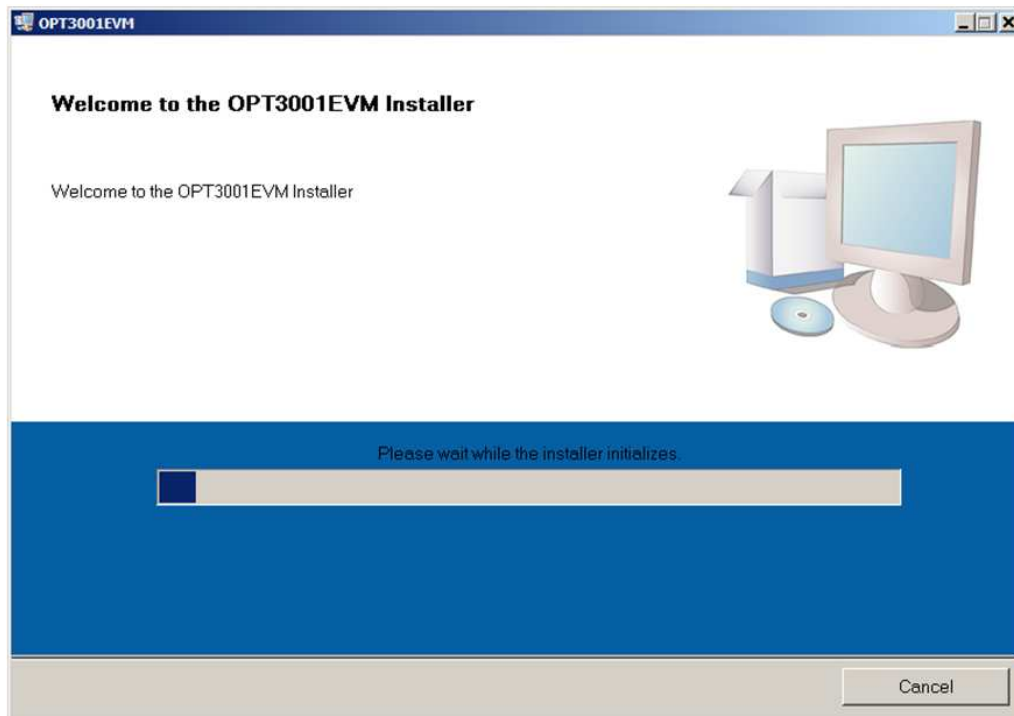 OPT3001EVM
Welcome to the OPT3001EVM Installer
Welcome to the OPT3001EVM Installer
Please wait while the installer initializes.
Cancel